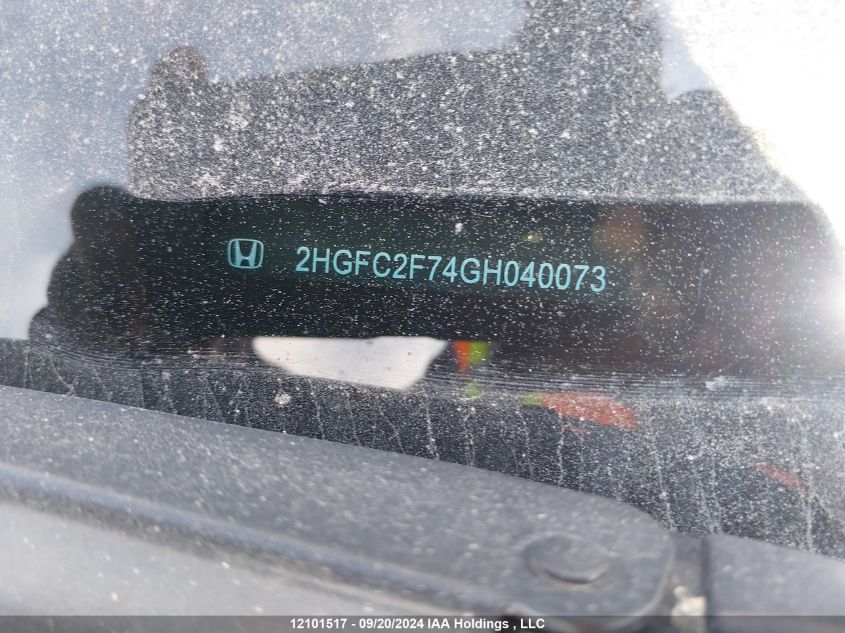 2HGFC2F74GH040073
12101517 - 09/20/2024 IAA Holdings , LLC